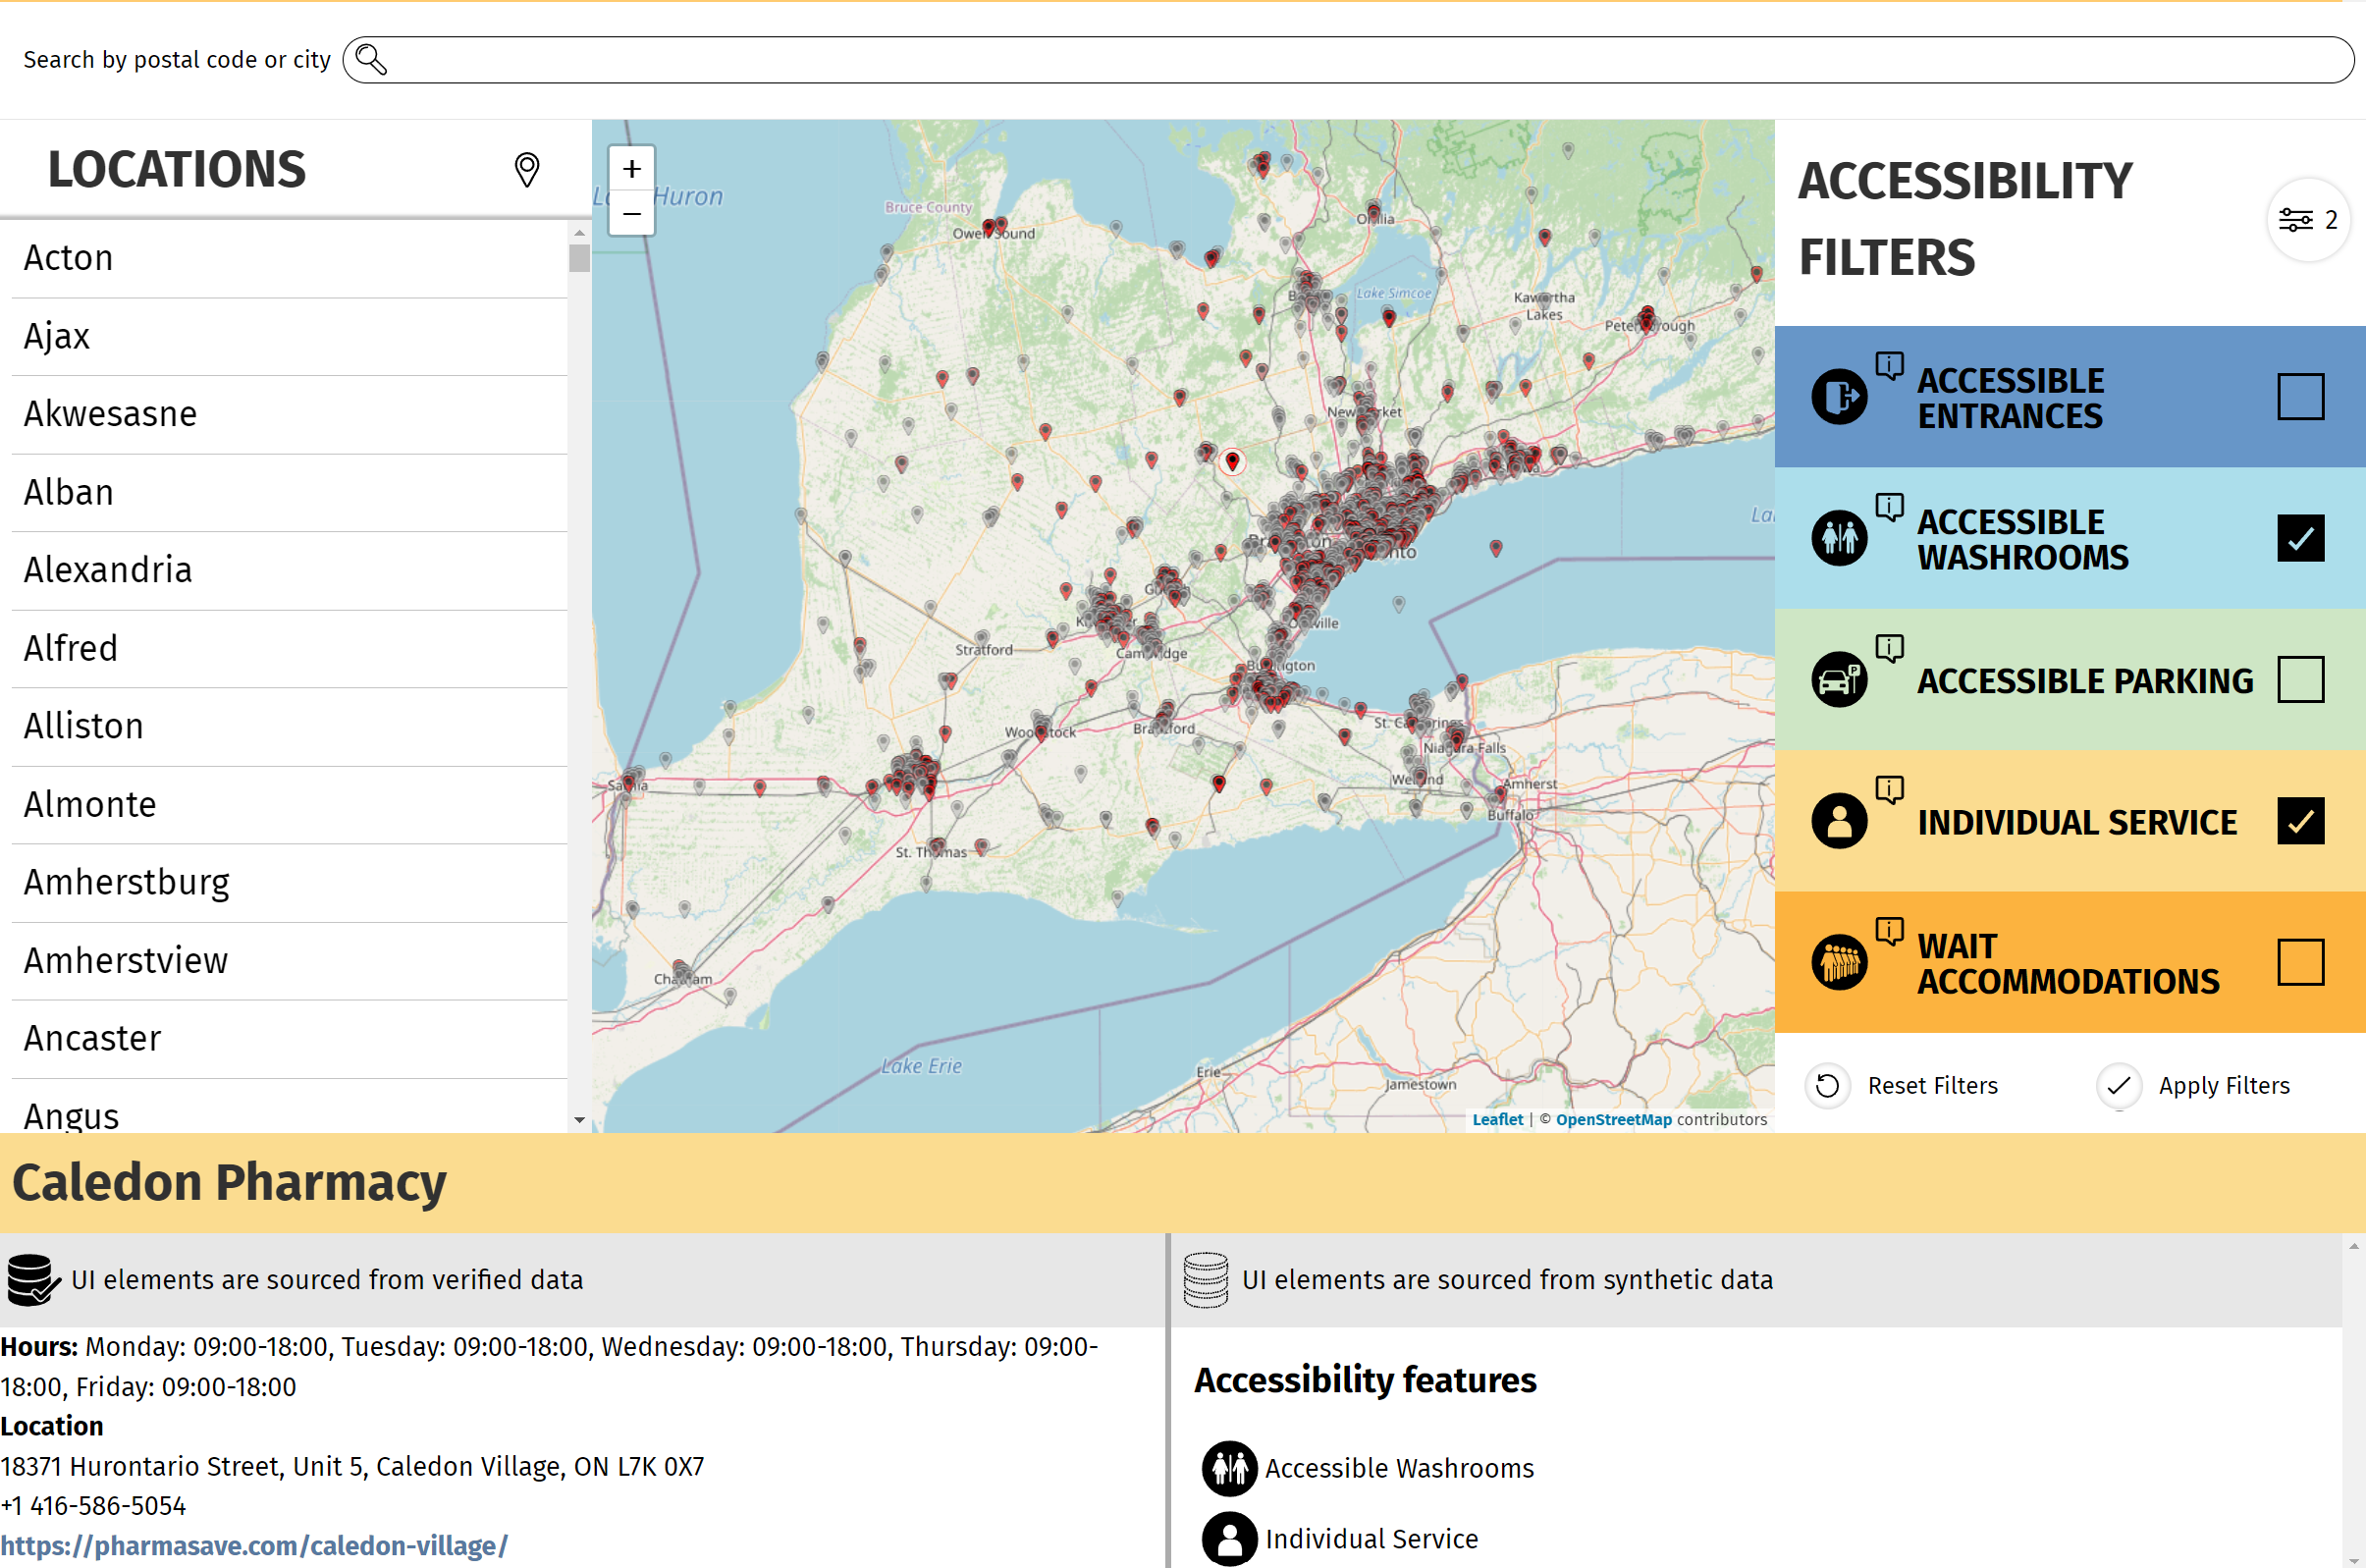 Search by postal code or city
LOCATIONS
Acton
Ajax
Akwesasne
Alban
Alexandria
Alfred
Alliston
Almonte
Amherstburg
Amherstview
Ancaster
Angus
+
−
Huron
Bruce County
Owen Sound
Orillia
Lake Simcoe
Kawartha
Lakes
Peterborough
Newmarket
Stratford
Cambridge
Burlington
Woodstock
Brantford
St. Catharines
Niagara Falls
Welland
Amherst
Buffalo
Sarnia
St. Thomas
Chatham
Lake Erie
Erie
Jamestown
Leaflet | © OpenStreetMap contributors
ACCESSIBILITY
FILTERS
2
ACCESSIBLE
ENTRANCES
ACCESSIBLE
WASHROOMS
ACCESSIBLE PARKING
P
INDIVIDUAL SERVICE
WAIT
ACCOMMODATIONS
Reset Filters
Apply Filters
Caledon Pharmacy
UI elements are sourced from verified data
Hours: Monday: 09:00-18:00, Tuesday: 09:00-18:00, Wednesday: 09:00-18:00, Thursday: 09:00-
18:00, Friday: 09:00-18:00
Location
18371 Hurontario Street, Unit 5, Caledon Village, ON L7K 0X7
+1 416-586-5054
https://pharmasave.com/caledon-village/
UI elements are sourced from synthetic data
Accessibility features
Accessible Washrooms
Individual Service